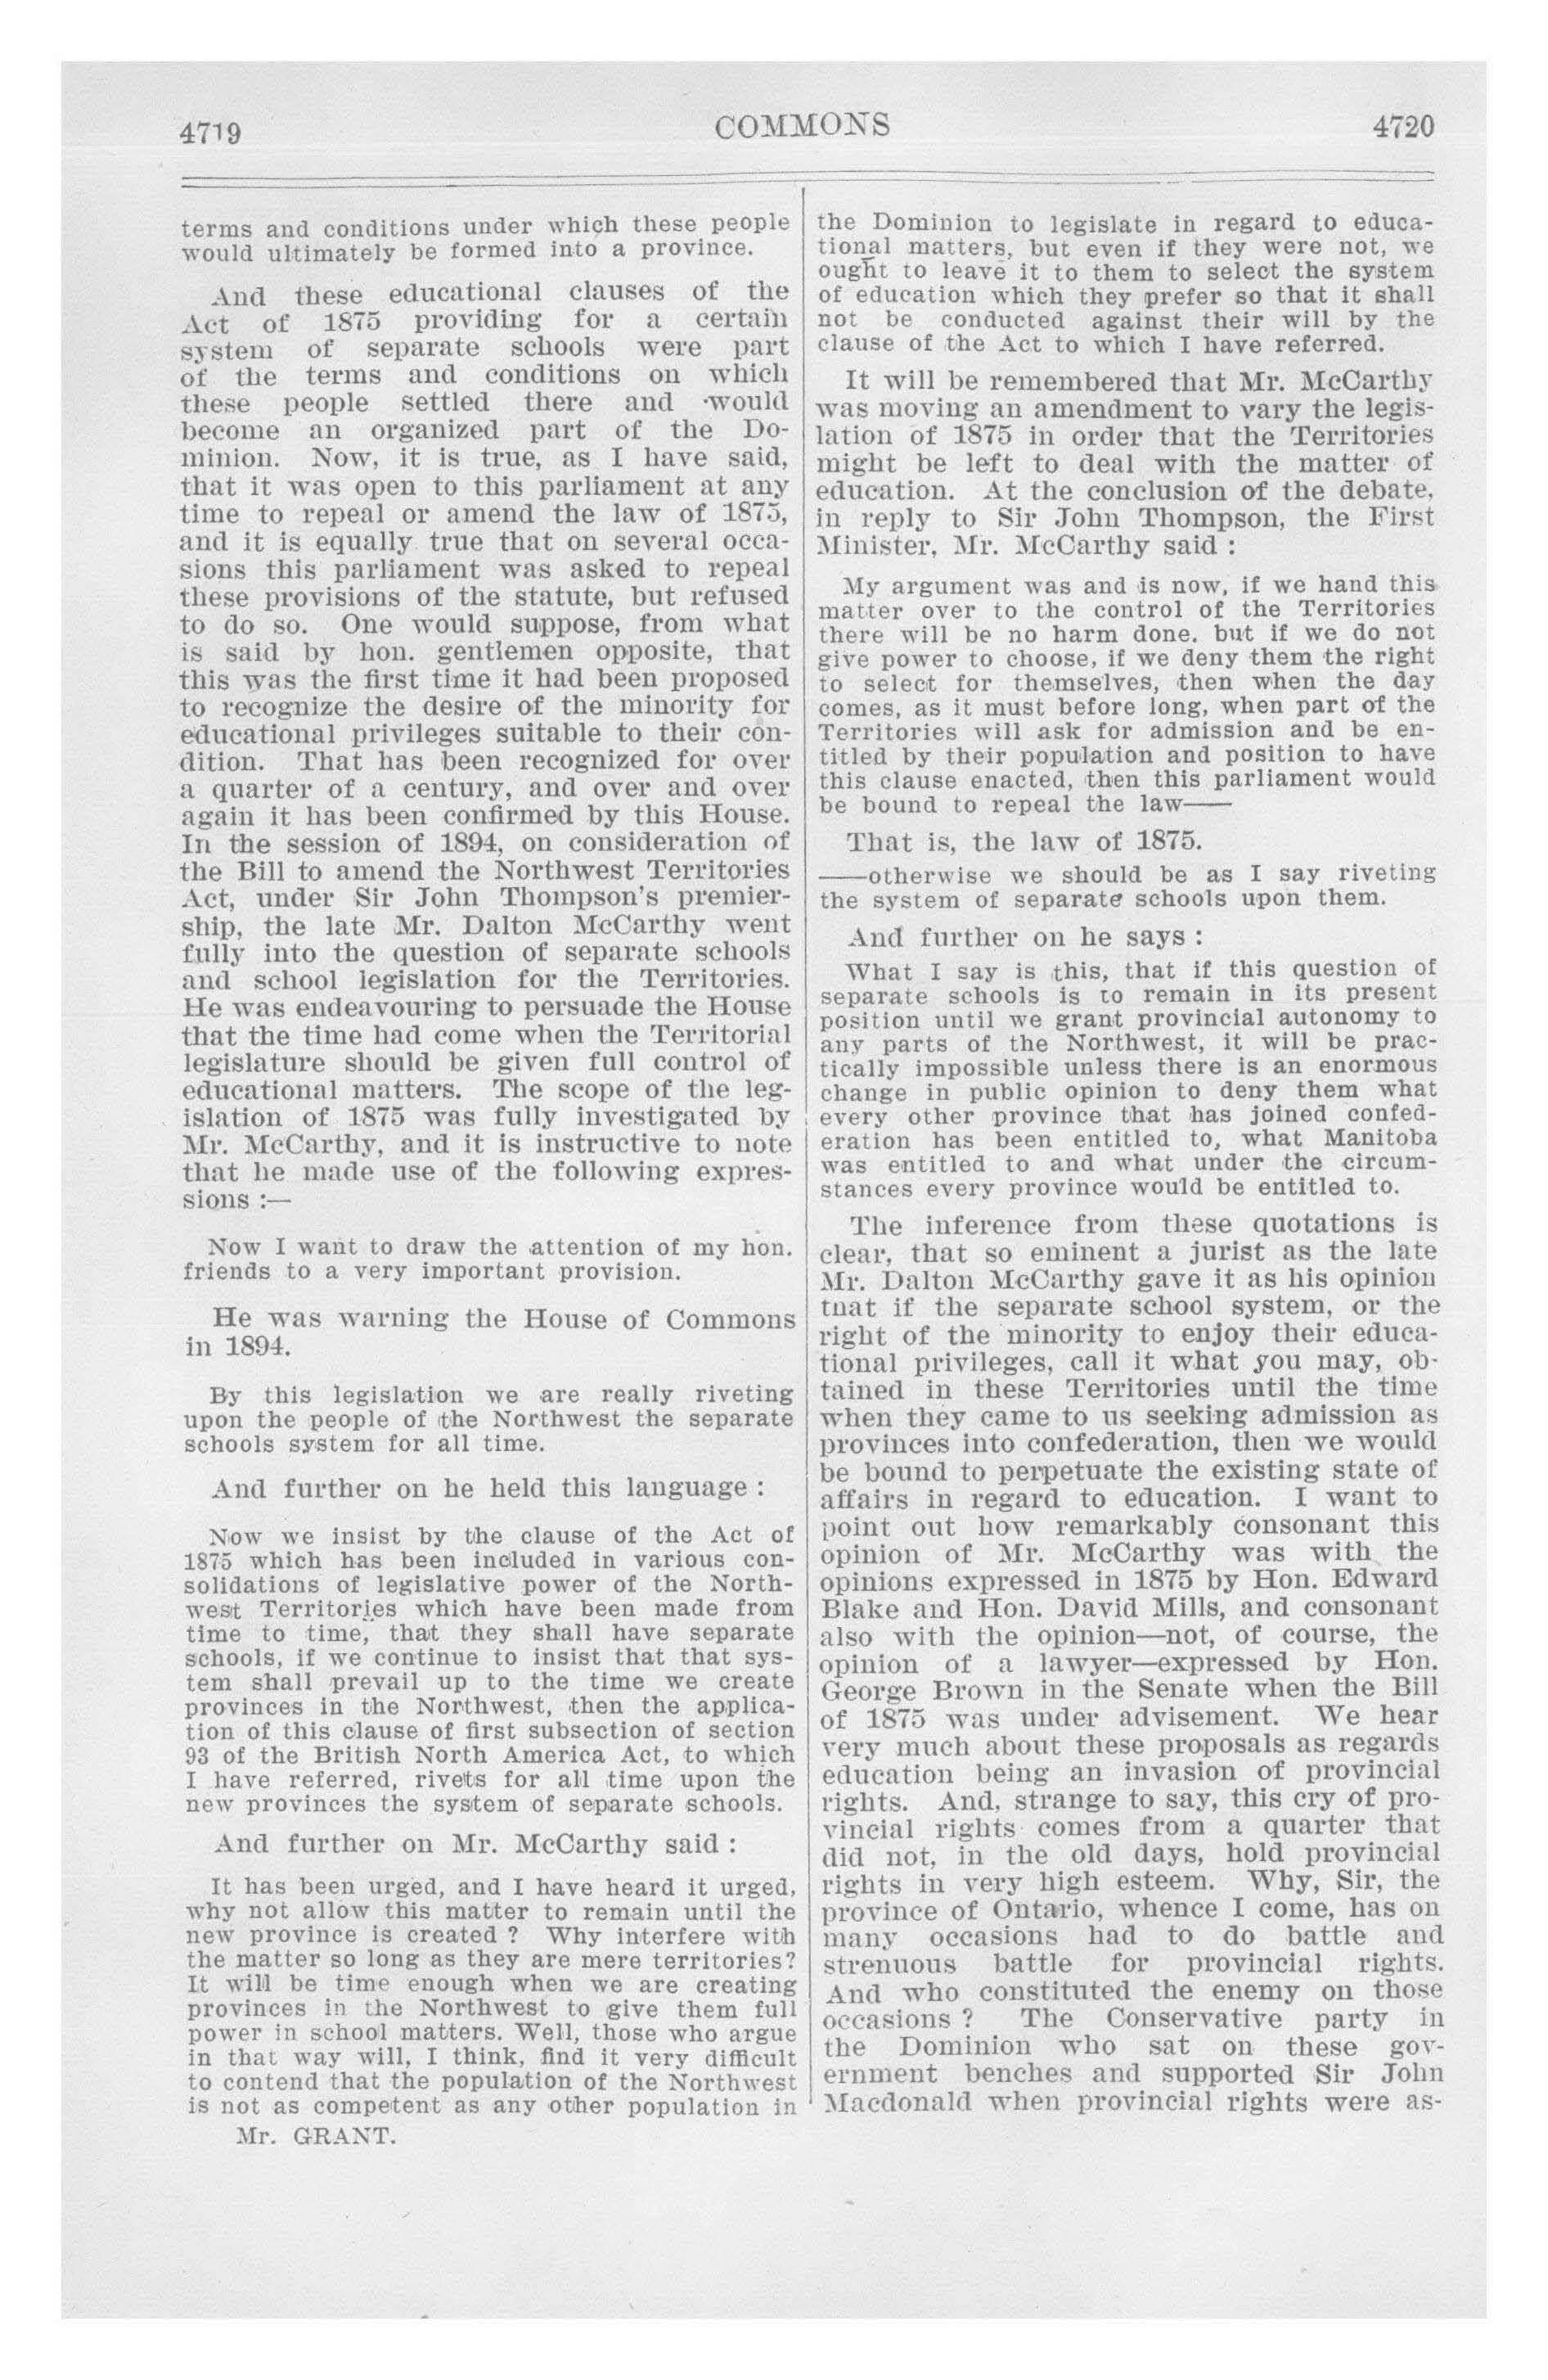 4719
COMMONS
4720
terms and conditions under which these people
would ultimately be formed into a province.
And these educational clauses of the
Act of 1875 providing for a certain
system of separate schools were part
of the terms and conditions on which
these people settled there and would
become an organized part of the Do-
minion. Now, it is true, as I have said,
that it was open to this parliament at any
time to repeal or amend the law of 1875,
and it is equally true that on several occa-
sions this parliament was asked to repeal
these provisions of the statute, but refused
to do so. One would suppose, from what
is said by hon. gentlemen opposite, that
this was the first time it had been proposed
to recognize the desire of the minority for
educational privileges suitable to their con-
dition. That has been recognized for over
a quarter of a century, and over and over
again it has been confirmed by this House.
In the session of 1894, on consideration of
the Bill to amend the Northwest Territories
Act, under Sir John Thompson's premier-
ship, the late Mr. Dalton McCarthy went
fully into the question of separate schools
and school legislation for the Territories.
He was endeavouring to persuade the House
that the time had come when the Territorial
legislature should be given full control of
educational matters. The scope of the leg-
islation of 1875 was fully investigated by
Mr. McCarthy, and it is instructive to note
that he made use of the following expres-
sions :—
Now I want to draw the attention of my hon.
friends to a very important provision.
He was warning the House of Commons
in 1894.
By this legislation we are really riveting
upon the people of the Northwest the separate
schools system for all time.
And further on he held this language :
Now we insist by the clause of the Act of
1875 which has been included in various con-
solidations of legislative power of the North-
west Territories which have been made from
time to time, that they shall have separate
schools, if we continue to insist that that sys-
tem shall prevail up to the time we create
provinces in the Northwest, then the applica-
tion of this clause of first subsection of section
93 of the British North America Act, to which
I have referred, rivets for all time upon the
new provinces the system of separate schools.
And further on Mr. McCarthy said :
It has been urged, and I have heard it urged,
why not allow this matter to remain until the
new province is created ? Why interfere with
the matter so long as they are mere territories?
It will be time enough when we are creating
provinces in the Northwest to give them full
power in school matters. Well, those who argue
in that way will, I think, find it very difficult
to contend that the population of the Northwest
is not as competent as any other population in
Mr. GRANT.
the Dominion to legislate in regard to educa-
tional matters, but even if they were not, we
ought to leave it to them to select the system
of education which they prefer so that it shall
not be conducted against their will by the
clause of the Act to which I have referred.
It will be remembered that Mr. McCarthy
was moving an amendment to vary the legis-
lation of 1875 in order that the Territories
might be left to deal with the matter of
education. At the conclusion of the debate,
in reply to Sir John Thompson, the First
Minister, Mr. McCarthy said :
My argument was and is now, if we hand this
matter over to the control of the Territories
there will be no harm done. but if we do not
give power to choose, if we deny them the right
to select for themselves, then when the day
comes, as it must before long, when part of the
Territories will ask for admission and be en-
titled by their population and position to have
this clause enacted, then this parliament would
be bound to repeal the law——
That is, the law of 1875.
——otherwise we should be as I say riveting
the system of separate schools upon them.
And further on he says :
What I say is this, that if this question of
separate schools is to remain in its present
position until we grant provincial autonomy to
any parts of the Northwest, it will be prac-
tically impossible unless there is an enormous
change in public opinion to deny them what
every other province that has joined confed-
eration has been entitled to, what Manitoba
was entitled to and what under the circum-
stances every province would be entitled to.
The inference from these quotations is
clear, that so eminent a jurist as the late
Mr. Dalton McCarthy gave it as his opinion
tnat if the separate school system, or the
right of the minority to enjoy their educa-
tional privileges, call it what you may, ob-
tained in these Territories until the time
when they came to us seeking admission as
provinces into confederation, then we would
be bound to perpetuate the existing state of
affairs in regard to education. I want to
point out how remarkably consonant this
opinion of Mr. McCarthy was with the
opinions expressed in 1875 by Hon. Edward
Blake and Hon. David Mills, and consonant
also with the opinion—not, of course, the
opinion of a lawyer—expressed by Hon.
George Brown in the Senate when the Bill
of 1875 was under advisement. We hear
very much about these proposals as regards
education being an invasion of provincial
rights. And, strange to say, this cry of pro-
vincial rights comes from a quarter that
did not, in the old days, hold provincial
rights in very high esteem. Why, Sir, the
province of Ontario, whence I come, has on
many occasions had to do battle and
strenuous battle for provincial rights.
And who constituted the enemy on those
occasions ? The Conservative party in
the Dominion who sat on these gov-
ernment benches and supported Sir John
Macdonald when provincial rights were as-